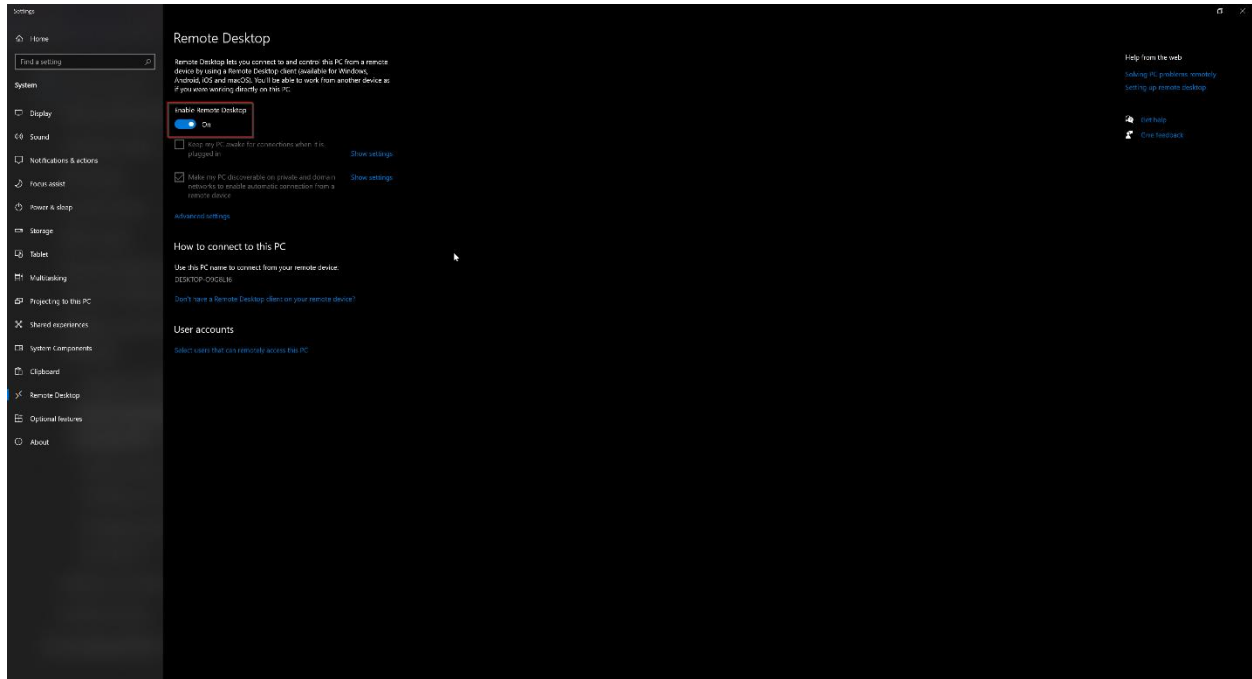 Settings
Home
Find a setting
System
Display
Sound
Notifications & actions
Focus assist
Power & sleep
Storage
Tablet
Multitasking
Projecting to this PC
Shared experiences
System Components
Clipboard
Remote Desktop
Optional features
About
Remote Desktop
Remote Desktop lets you connect to and control this PC from a remote
device by using a Remote Desktop client (available for Windows,
Android, iOS and macOS). You'll be able to work from another device as
if you were working directly on this PC.
Enable Remote Desktop
On
Keep my PC awake for connections when it is
plugged in
Show settings
Make my PC discoverable on private and domain
networks to enable automatic connection from a
remote device
Show settings
Advanced settings
How to connect to this PC
Use this PC name to connect from your remote device:
Don't have a Remote Desktop client on your remote device?
User accounts
Select users that can remotely access this PC
Help from the web
Solving PC problems remotely
Setting up remote desktop
Get help
Give feedback